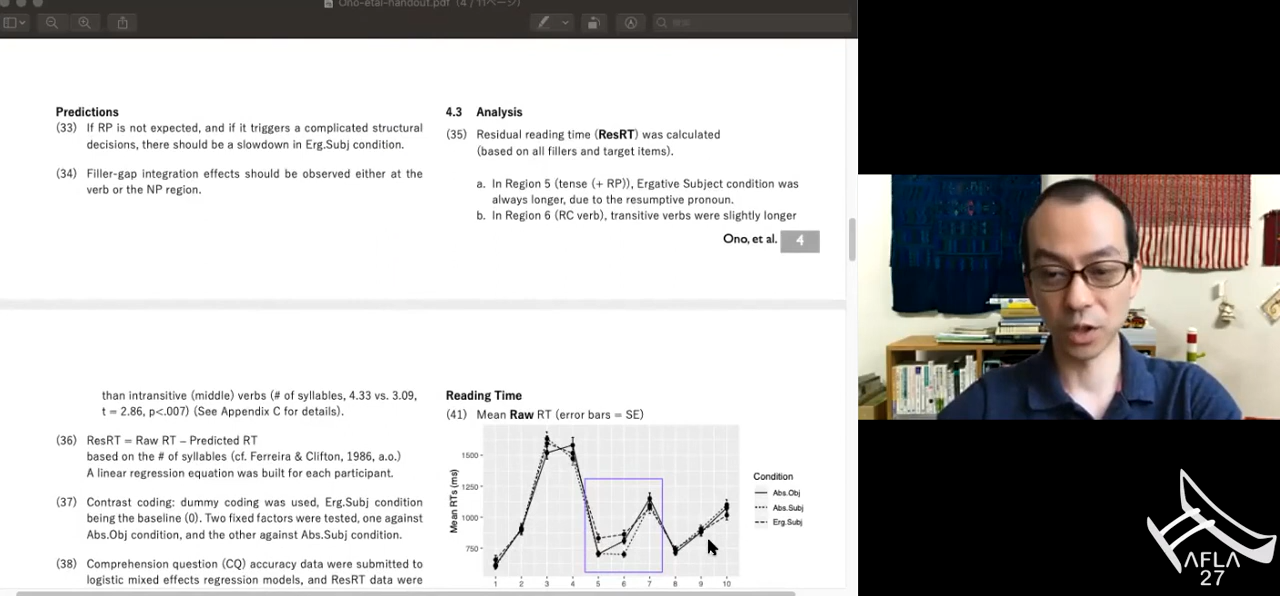 Ono-etal-handout.pdf (4 / 11ページ)
Predictions
(33) If RP is not expected, and if it triggers a complicated structural
decisions, there should be a slowdown in Erg.Subj condition.
(34) Filler-gap integration effects should be observed either at the
verb or the NP region.
4.3 Analysis
(35) Residual reading time (ResRT) was calculated
(based on all fillers and target items).
a. In Region 5 (tense (+ RP)), Ergative Subject condition was
always longer, due to the resumptive pronoun.
b. In Region 6 (RC verb), transitive verbs were slightly longer
Ono, et al. 4
than intransitive (middle) verbs (# of syllables, 4.33 vs. 3.09,
t = 2.86, p<.007) (See Appendix C for details).
(36) ResRT = Raw RT – Predicted RT
based on the # of syllables (cf. Ferreira & Clifton, 1986, a.o.)
A linear regression equation was built for each participant.
(37) Contrast coding: dummy coding was used, Erg.Subj condition
being the baseline (0). Two fixed factors were tested, one against
Abs.Obj condition, and the other against Abs.Subj condition.
(38) Comprehension question (CQ) accuracy data were submitted to
logistic mixed effects regression models, and ResRT data were
Reading Time
(41) Mean Raw RT (error bars = SE)
Mean RTs (ms)
1500
1250
1000
750
1 2 3 4 5 6 7 8 9 10
Condition
Abs.Obj
Abs.Subj
Erg.Subj
AFLA
27